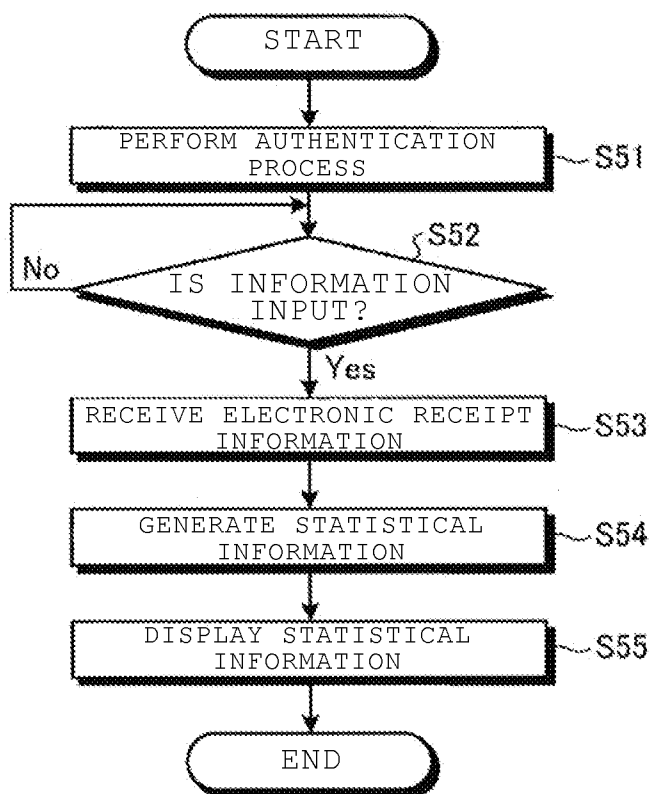 START
PERFORM AUTHENTICATION
PROCESS
S51
S52
No
IS INFORMATION
INPUT?
Yes
RECEIVE ELECTRONIC RECEIPT
INFORMATION
S53
GENERATE STATISTICAL
INFORMATION
S54
DISPLAY STATISTICAL
INFORMATION
S55
END